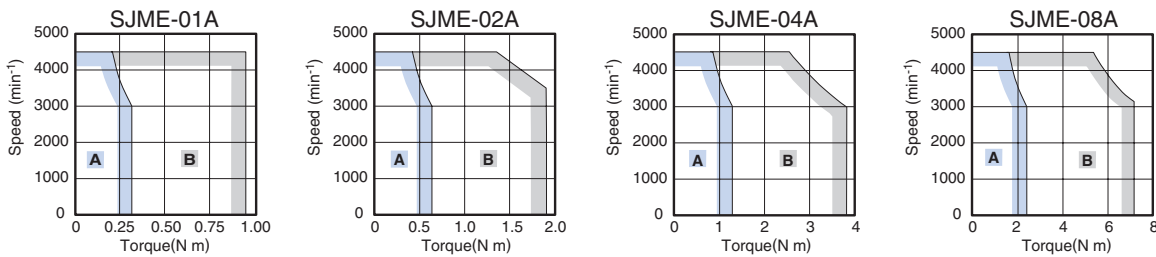 SJME-01A
5000
4000
3000
2000
1000
0
Speed (min-1)
A
B
0 0.25 0.50 0.75 1.00
Torque(N m)
SJME-02A
5000
4000
3000
2000
1000
0
Speed (min-1)
A
B
0 0.5 1.0 1.5 2.0
Torque(N m)
SJME-04A
5000
4000
3000
2000
1000
0
Speed (min-1)
A
B
0 1 2 3 4
Torque(N m)
SJME-08A
5000
4000
3000
2000
1000
0
Speed (min-1)
A
B
0 2 4 6 8
Torque(N m)